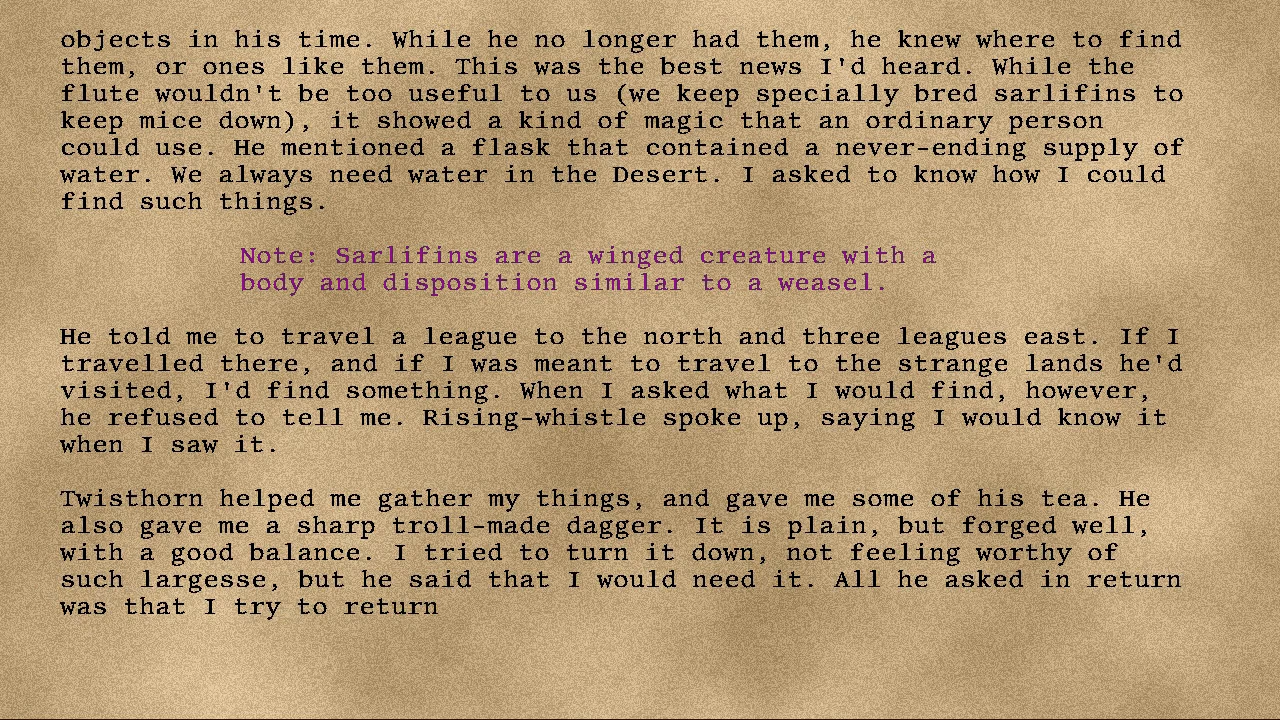 objects in his time. While he no longer had them, he knew where to find
them, or ones like them. This was the best news I'd heard. While the
flute wouldn't be too useful to us (we keep specially bred sarlifins to
keep mice down), it showed a kind of magic that an ordinary person
could use. He mentioned a flask that contained a never-ending supply of
water. We always need water in the Desert. I asked to know how I could
find such things.
Note: Sarlifins are a winged creature with a
body and disposition similar to a weasel.
He told me to travel a league to the north and three leagues east. If I
travelled there, and if I was meant to travel to the strange lands he'd
visited, I'd find something. When I asked what I would find, however,
he refused to tell me. Rising-whistle spoke up, saying I would know it
when I saw it.
Twisthorn helped me gather my things, and gave me some of his tea. He
also gave me a sharp troll-made dagger. It is plain, but forged well,
with a good balance. I tried to turn it down, not feeling worthy of
such largesse, but he said that I would need it. All he asked in return
was that I try to return